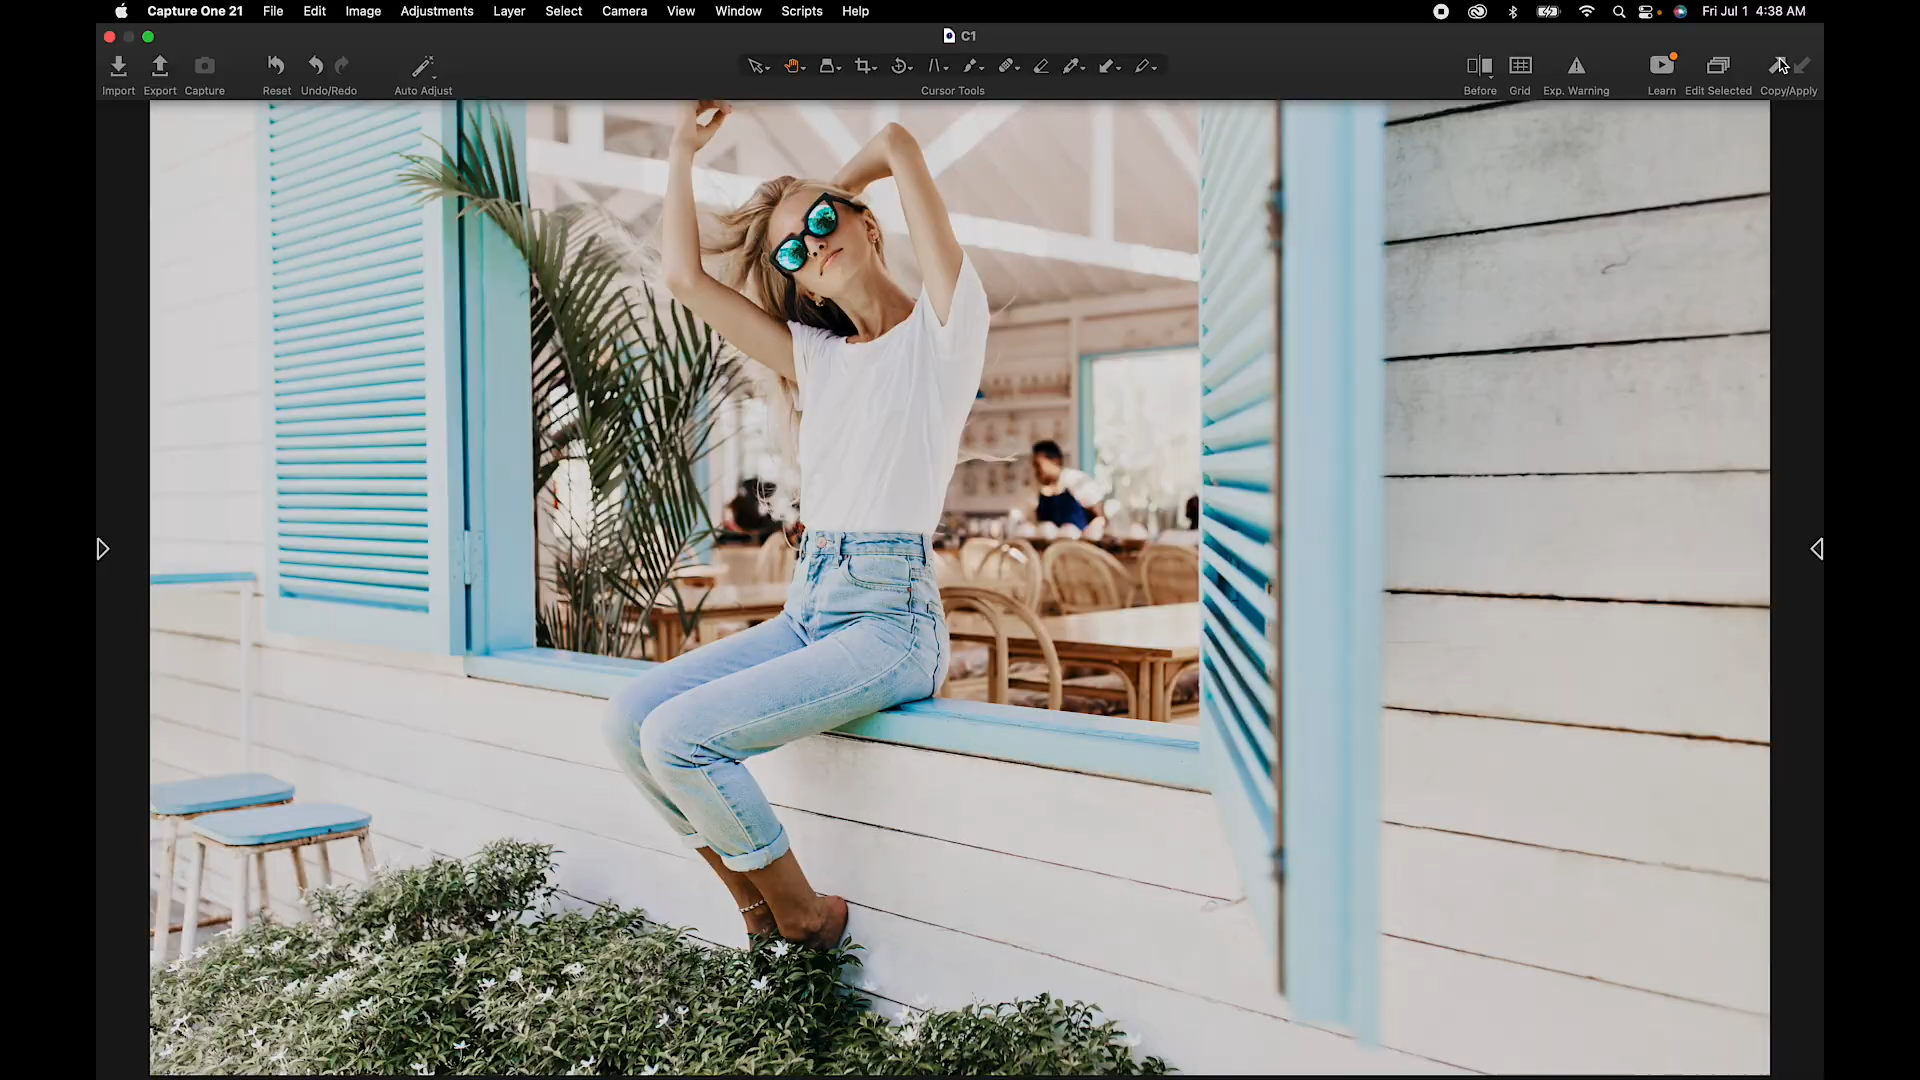 Capture One 21 File Edit Image Adjustments Layer Select Camera View Window Scripts Help Fri Jul 1 4:38 AM
C1
Import Export Capture Reset Undo/Redo Auto Adjust Cursor Tools Before Grid Exp. Warning Learn Edit Selected Copy/Apply